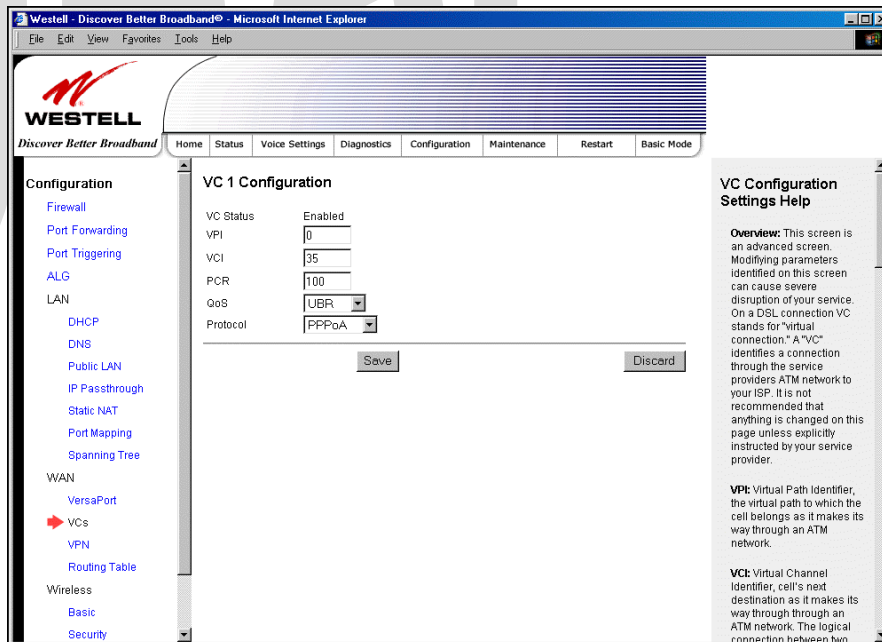 Westell - Discover Better Broadband® - Microsoft Internet Explorer
File Edit View Favorites Tools Help
WESTELL
Discover Better Broadband
Home Status Voice Settings Diagnostics Configuration Maintenance Restart Basic Mode
Configuration
Firewall
Port Forwarding
Port Triggering
ALG
LAN
DHCP
DNS
Public LAN
IP Passthrough
Static NAT
Port Mapping
Spanning Tree
WAN
VersaPort
VCs
VPN
Routing Table
Wireless
Basic
Security
VC 1 Configuration
VC Status Enabled
VPI 0
VCI 35
PCR 100
QoS UBR
Protocol PPPoA
Save Discard
VC Configuration
Settings Help
Overview: This screen is
an advanced screen.
Modifiying parameters
identified on this screen
can cause severe
disruption of your service.
On a DSL connection VC
stands for "virtual
connection." A "VC"
identifies a connection
through the service
providers ATM network to
your ISP. It is not
recommended that
anything is changed on this
page unless explicitly
instructed by your service
provider.
VPI: Virtual Path Identifier,
the virtual path to which the
cell belongs as it makes its
way through an ATM
network.
VCI: Virtual Channel
Identifier, cell's next
destination as it makes its
way through through an
ATM network. The logical
connection between two